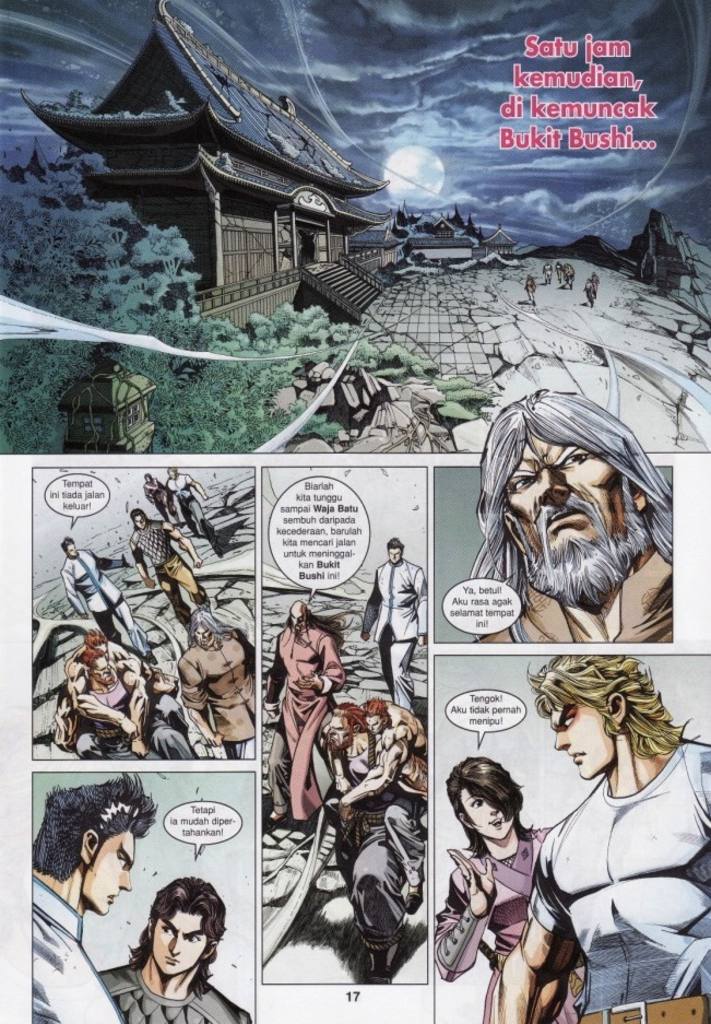 Satu jam
kemudian,
di kemuncak
Bukit Bushi...
Tempat
ini tiada jalan
keluar!
Tetapi
ia mudah diper-
tahankan!
Biarlah
kita tunggu
sampai Waja Batu
sembuh daripada
kecederaan, barulah
kita mencari jalan
untuk meninggal-
kan Bukit
Bushi ini!
Ya, betul!
Aku rasa agak
selamat tempat
ini!
Tengok!
Aku tidak pernah
menipu!
17